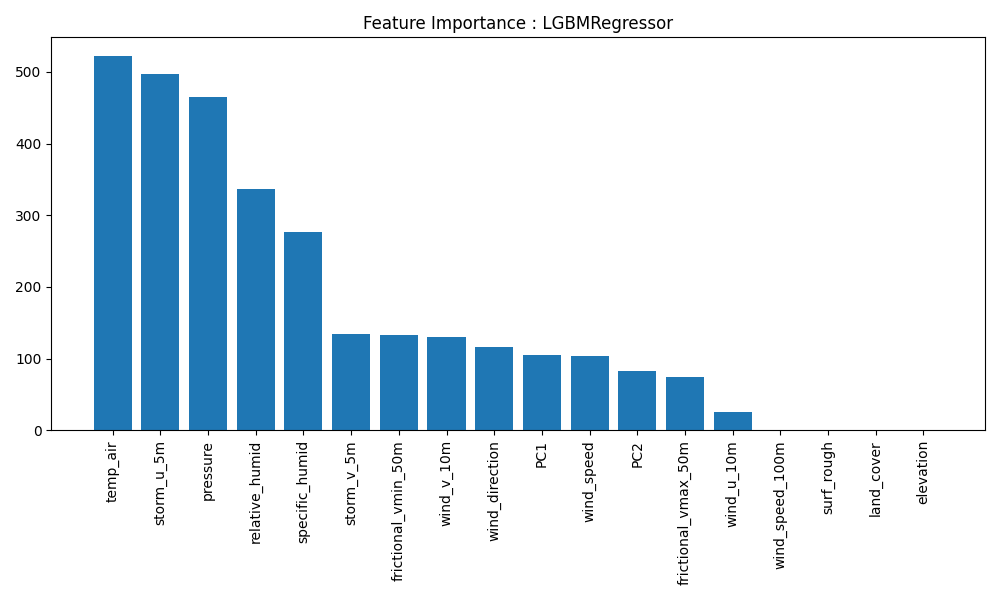 Feature Importance : LGBMRegressor
500
400
300
200
100
0
temp_air
storm_u_5m
pressure
relative_humid
specific_humid
storm_v_5m
frictional_vmin_50m
wind_v_10m
wind_direction
PC1
wind_speed
PC2
frictional_vmax_50m
wind_u_10m
wind_speed_100m
surf_rough
land_cover
elevation